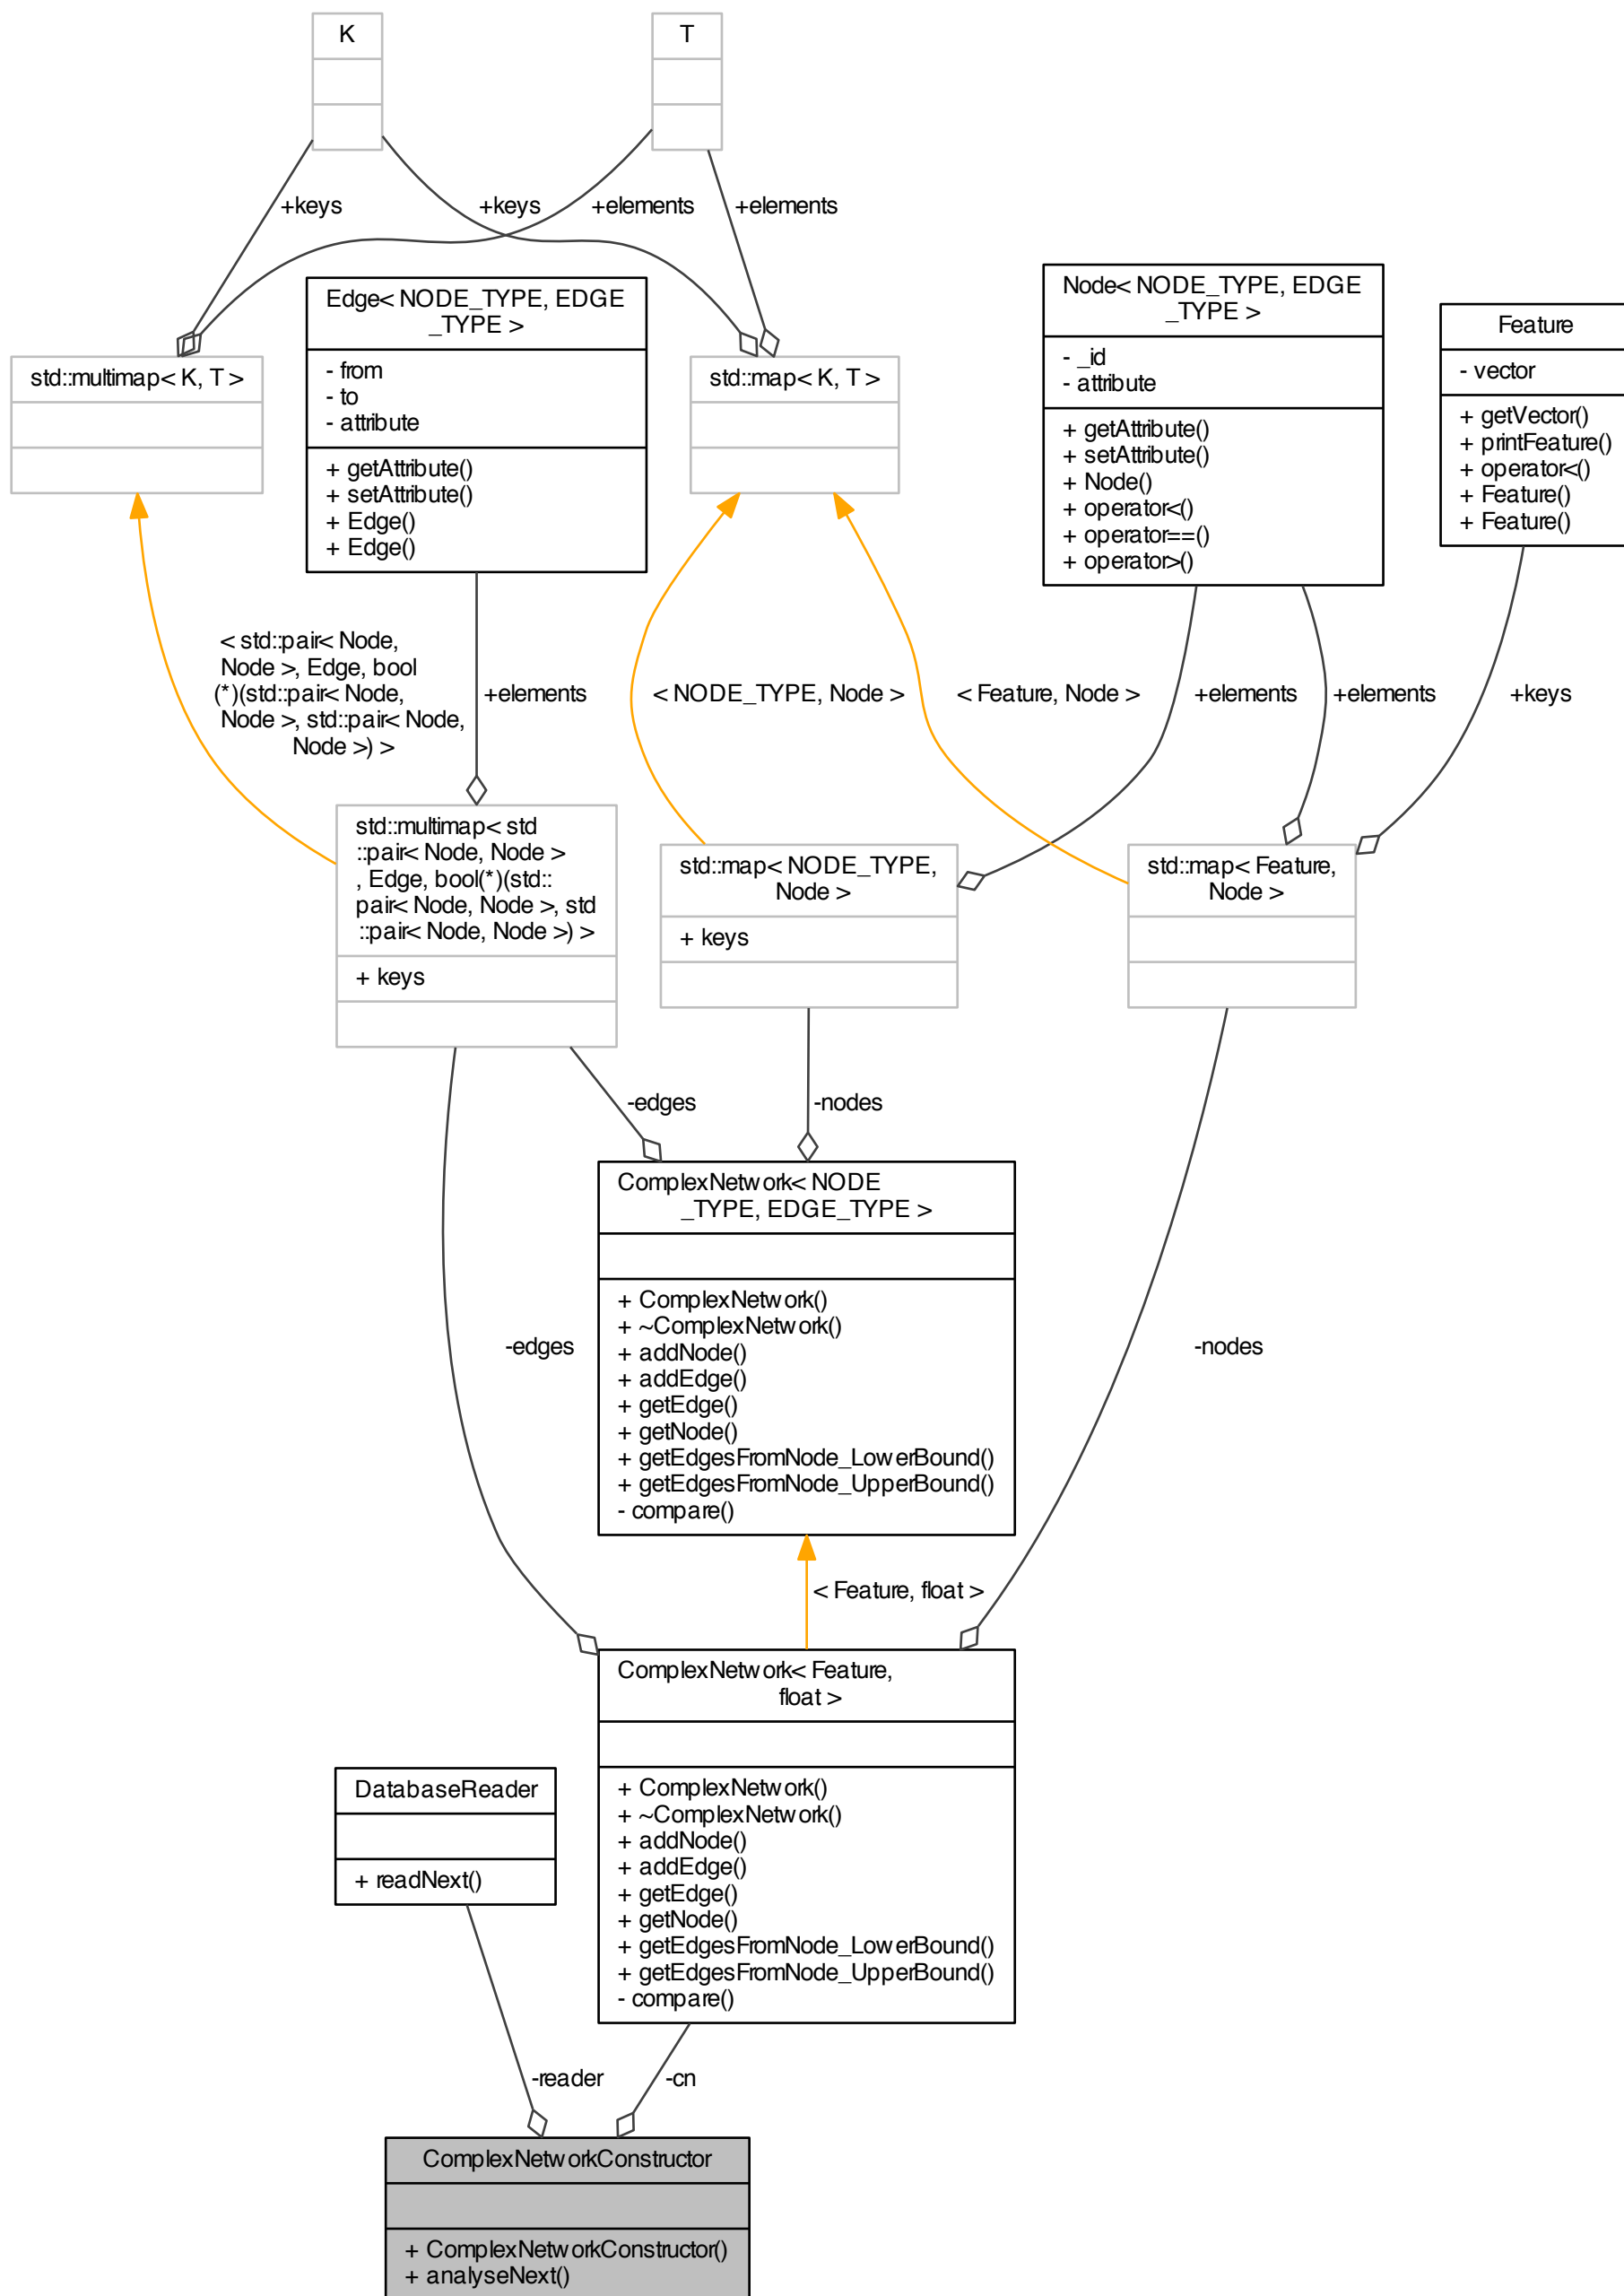 K
T
+keys
+keys
+elements
+elements
Edge< NODE_TYPE, EDGE
_TYPE >
- from
- to
- attribute
+ getAttribute()
+ setAttribute()
+ Edge()
+ Edge()
Node< NODE_TYPE, EDGE
_TYPE >
- _id
- attribute
+ getAttribute()
+ setAttribute()
+ Node()
+ operator<()
+ operator==()
+ operator>()
Feature
- vector
+ getVector()
+ printFeature()
+ operator<()
+ Feature()
+ Feature()
std::multimap< K, T >
std::map< K, T >
< std::pair< Node,
Node >, Edge, bool
(*)(std::pair< Node,
Node >, std::pair< Node,
Node >) >
+elements
< NODE_TYPE, Node >
< Feature, Node >
+elements
+elements
+keys
std::multimap< std
::pair< Node, Node >
, Edge, bool(*)(std::
pair< Node, Node >, std
::pair< Node, Node >) >
+ keys
std::map< NODE_TYPE,
Node >
+ keys
std::map< Feature,
Node >
-edges
-nodes
ComplexNetwork< NODE
_TYPE, EDGE_TYPE >
+ ComplexNetwork()
+ ~ComplexNetwork()
+ addNode()
+ addEdge()
+ getEdge()
+ getNode()
+ getEdgesFromNode_LowerBound()
+ getEdgesFromNode_UpperBound()
- compare()
-edges
-nodes
< Feature, float >
ComplexNetwork< Feature,
float >
+ ComplexNetwork()
+ ~ComplexNetwork()
+ addNode()
+ addEdge()
+ getEdge()
+ getNode()
+ getEdgesFromNode_LowerBound()
+ getEdgesFromNode_UpperBound()
- compare()
DatabaseReader
+ readNext()
-reader
-cn
ComplexNetworkConstructor
+ ComplexNetworkConstructor()
+ analyseNext()